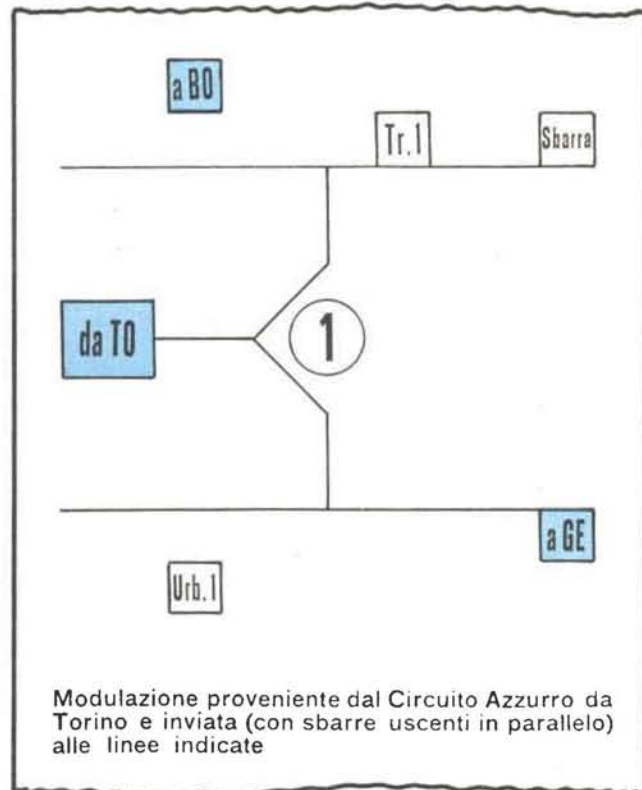 a BO
Tr.1
Sbarra
da TO
1
a GE
Urb.1
Modulazione proveniente dal Circuito Azzurro da
Torino e inviata (con sbarre uscenti in parallelo)
alle linee indicate